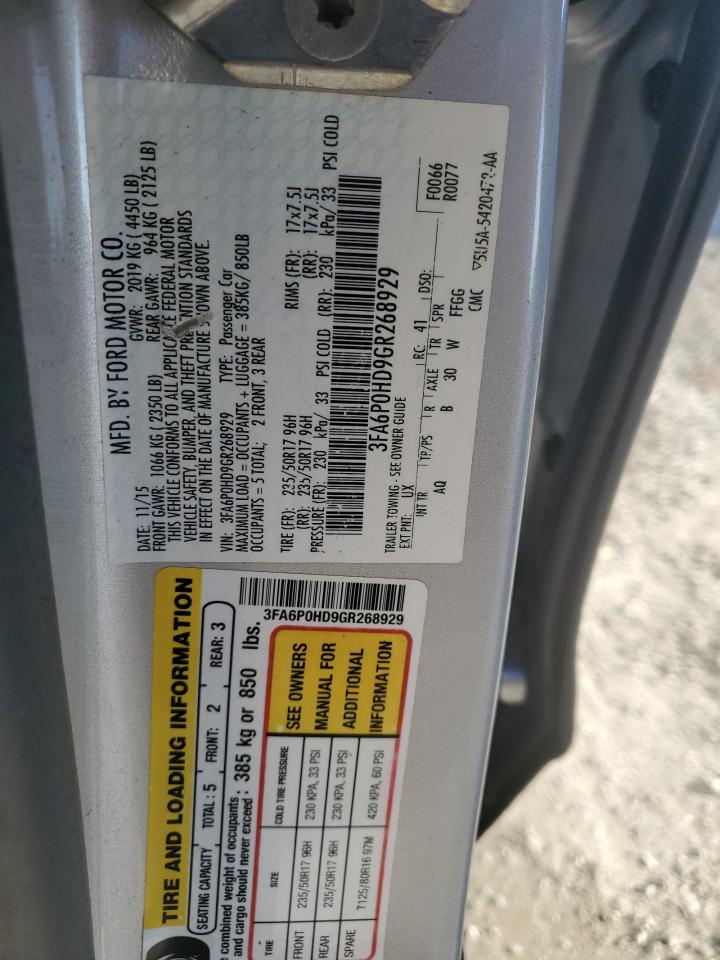 MFD. BY FORD MOTOR CO.
DATE: 11/15 GVWR: 2019 KG ( 4450 LB)
FRONT GAWR: 1066 KG ( 2350 LB) REAR GAWR: 964 KG ( 2125 LB)
THIS VEHICLE CONFORMS TO ALL FEDERAL MOTOR
VEHICLE SAFETY, BUMPER, AND THEFT STANDARDS
IN EFFECT ON THE DATE OF MANUFACTURE ABOVE.
VIN: 3FA6P0HD9GR268929 TYPE: Passenger Car
MAXIMUM LOAD = OCCUPANTS + LUGGAGE = 385KG/ 850LB
OCCUPANTS = 5 TOTAL; 2 FRONT, 3 REAR
TIRE (FR): 235/50R17 96H RIMS (FR): 17x7.5J
(RR): 235/50R17 96H (RR): 17x7.5J
PRESSURE (FR): 230 kPa/ 33 PSI COLD (RR): 230 kPa/ 33 PSI COLD
3FA6P0HD9GR268929
TRAILER TOWING - SEE OWNER GUIDE
EXT PNT: UX RC: 41 DSO: F0066
R0077
INT TR TP/PS R AXLE TR SPR
AQ B 30 W FFGG
CMC
TIRE AND LOADING INFORMATION
SEATING CAPACITY TOTAL : 5 FRONT: 2 REAR: 3
combined weight of occupants
and cargo should never exceed : 385 kg or 850 lbs.
3FA6P0HD9GR268929
TIRE SIZE COLD TIRE PRESSURE SEE OWNERS
FRONT 235/50R17 96H 230 KPA, 33 PSI MANUAL FOR
REAR 235/50R17 96H 230 KPA, 33 PSI ADDITIONAL
SPARE T125/80R16 97M 420 KPA, 60 PSI INFORMATION